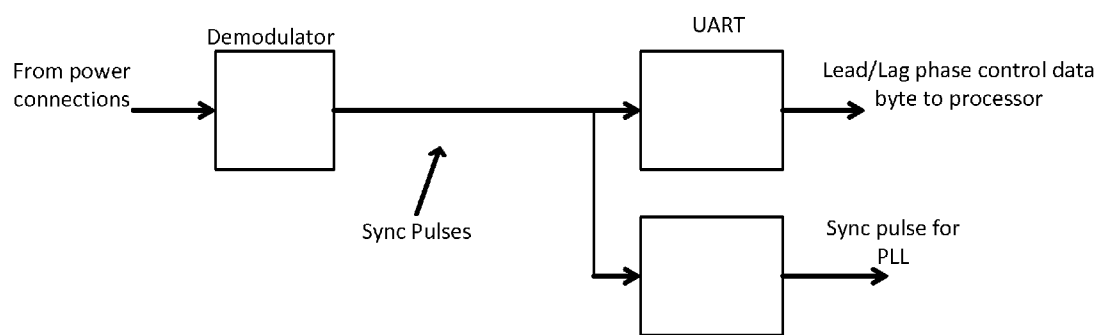 Demodulator
UART
From power
connections
Lead/Lag phase control data
byte to processor
Sync Pulses
Sync pulse for
PLL